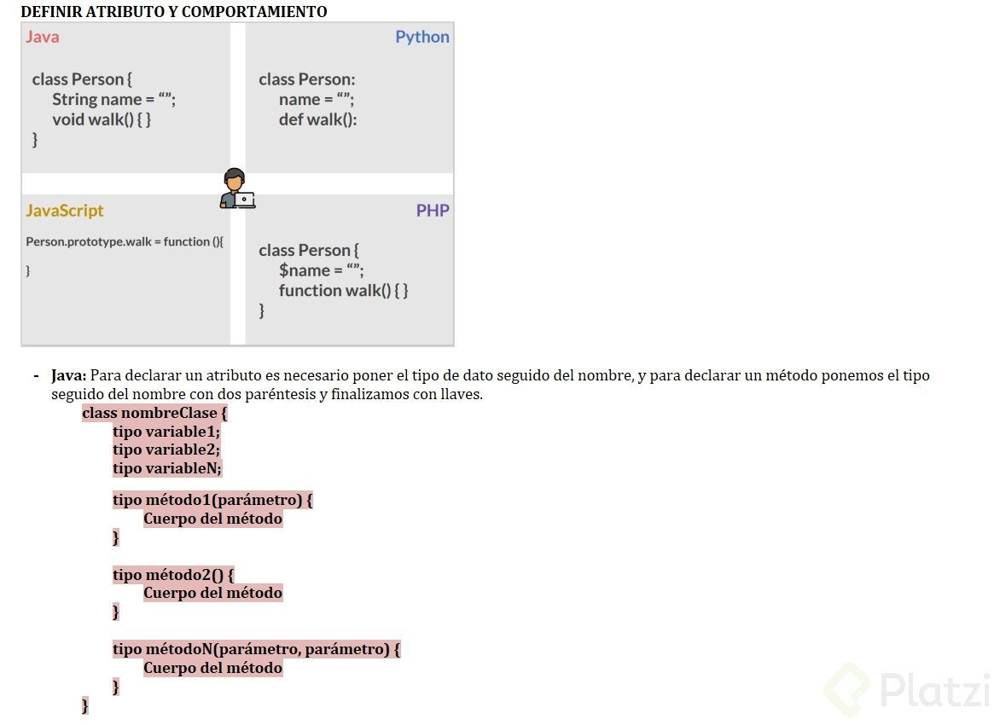 DEFINIR ATRIBUTO Y COMPORTAMIENTO
Java
class Person {
String name = “”;
void walk() { }
}
Python
class Person:
name = “”;
def walk():
JavaScript
Person.prototype.walk = function (){
}
PHP
class Person {
$name = “”;
function walk() { }
}
- Java: Para declarar un atributo es necesario poner el tipo de dato seguido del nombre, y para declarar un método ponemos el tipo
seguido del nombre con dos paréntesis y finalizamos con llaves.
class nombreClase {
tipo variable1;
tipo variable2;
tipo variableN;
tipo método1(parámetro) {
Cuerpo del método
}
tipo método2() {
Cuerpo del método
}
tipo métodoN(parámetro, parámetro) {
Cuerpo del método
}
}
Platzi